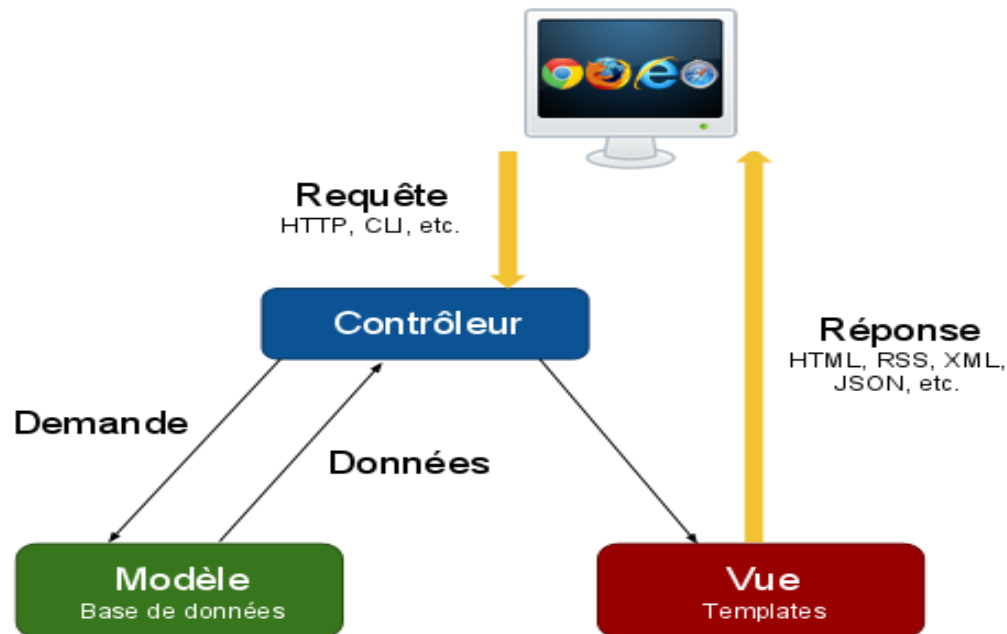 Requête
HTTP, CLI, etc.
Contrôleur
Réponse
HTML, RSS, XML,
JSON, etc.
Demande
Données
Modèle
Base de données
Vue
Templates